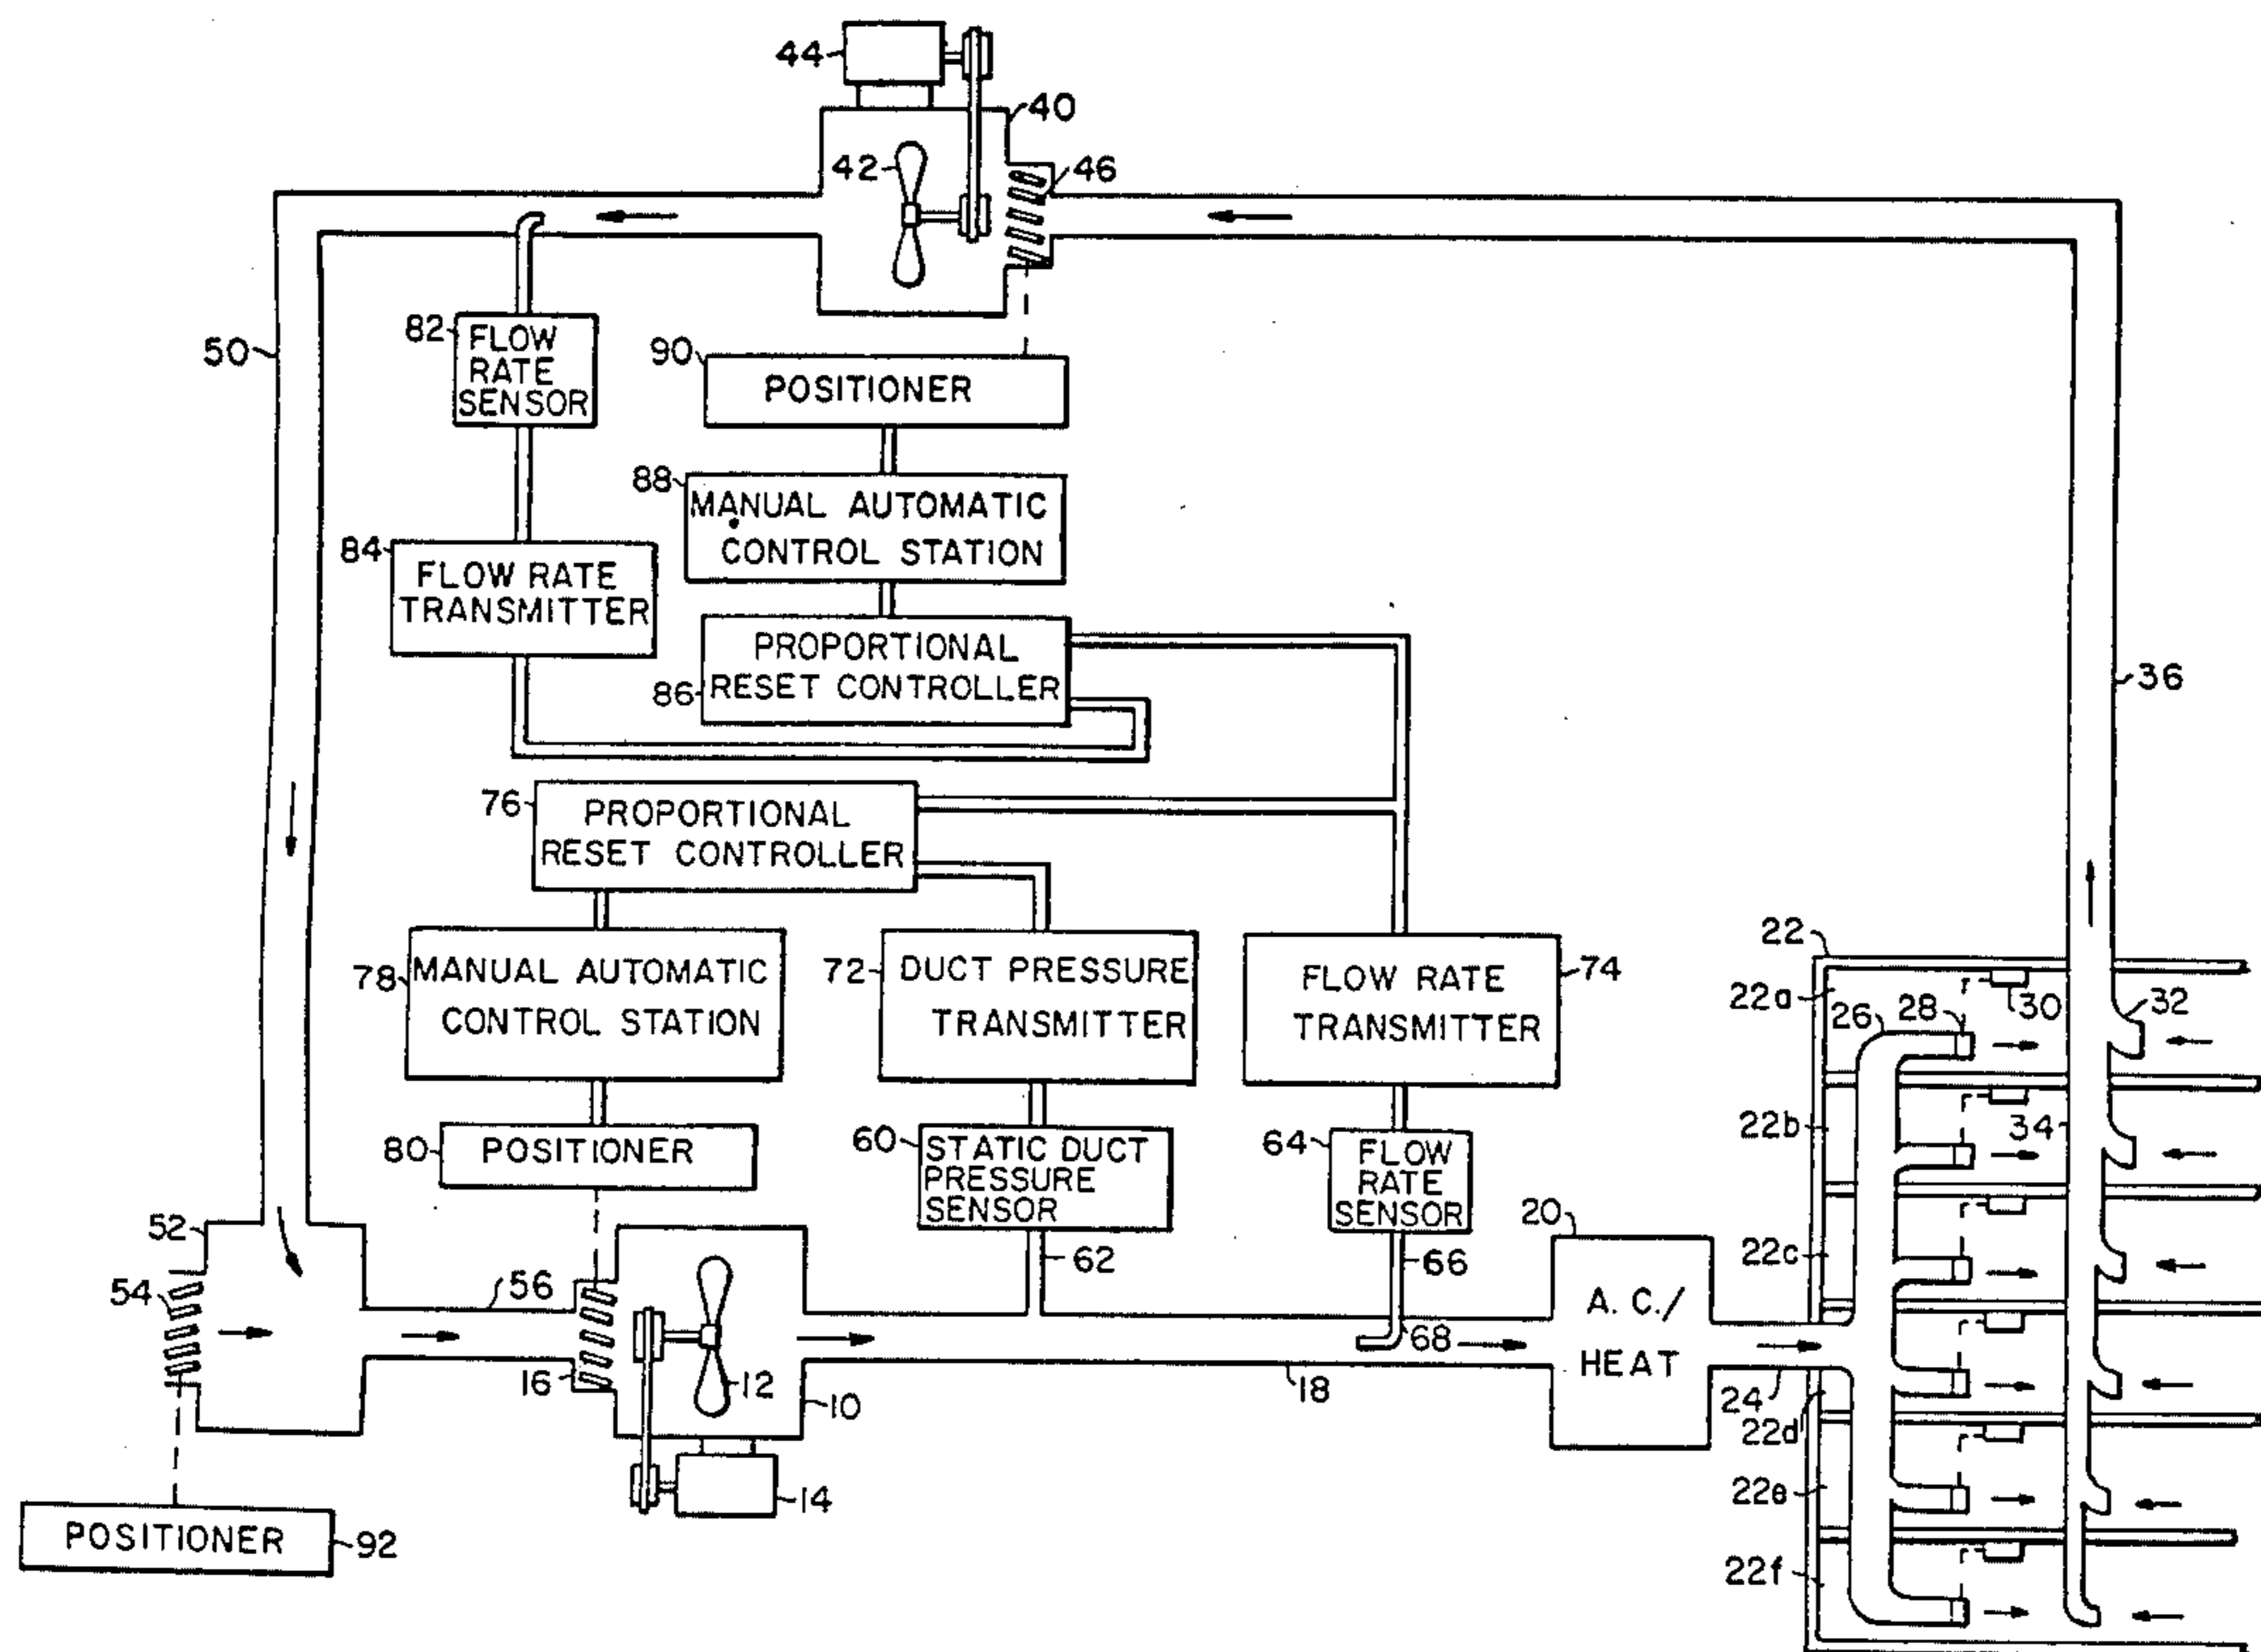 44
40
42
46
82
FLOW
RATE
SENSOR
50
90
POSITIONER
88
MANUAL AUTOMATIC
CONTROL STATION
84
FLOW RATE
TRANSMITTER
PROPORTIONAL
86 RESET CONTROLLER
36
76
PROPORTIONAL
RESET CONTROLLER
78
MANUAL AUTOMATIC
CONTROL STATION
72
DUCT PRESSURE
TRANSMITTER
FLOW RATE
TRANSMITTER
74
22
22a
26
28
30
32
80
POSITIONER
60
STATIC DUCT
PRESSURE
SENSOR
64
FLOW
RATE
SENSOR
22b
34
52
20
54
56
62
66
22c
A.C./
HEAT
16
12
10
68
18
24
22d
14
22e
POSITIONER
92
22f